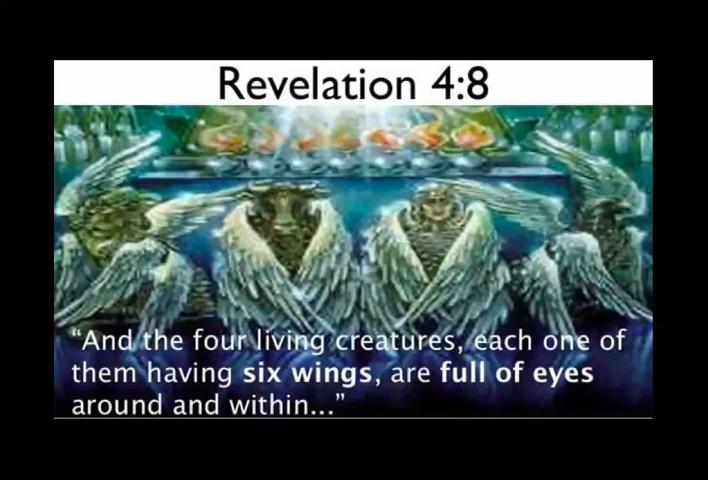 Revelation 4:8
“And the four living creatures, each one of
them having six wings, are full of eyes
around and within...”